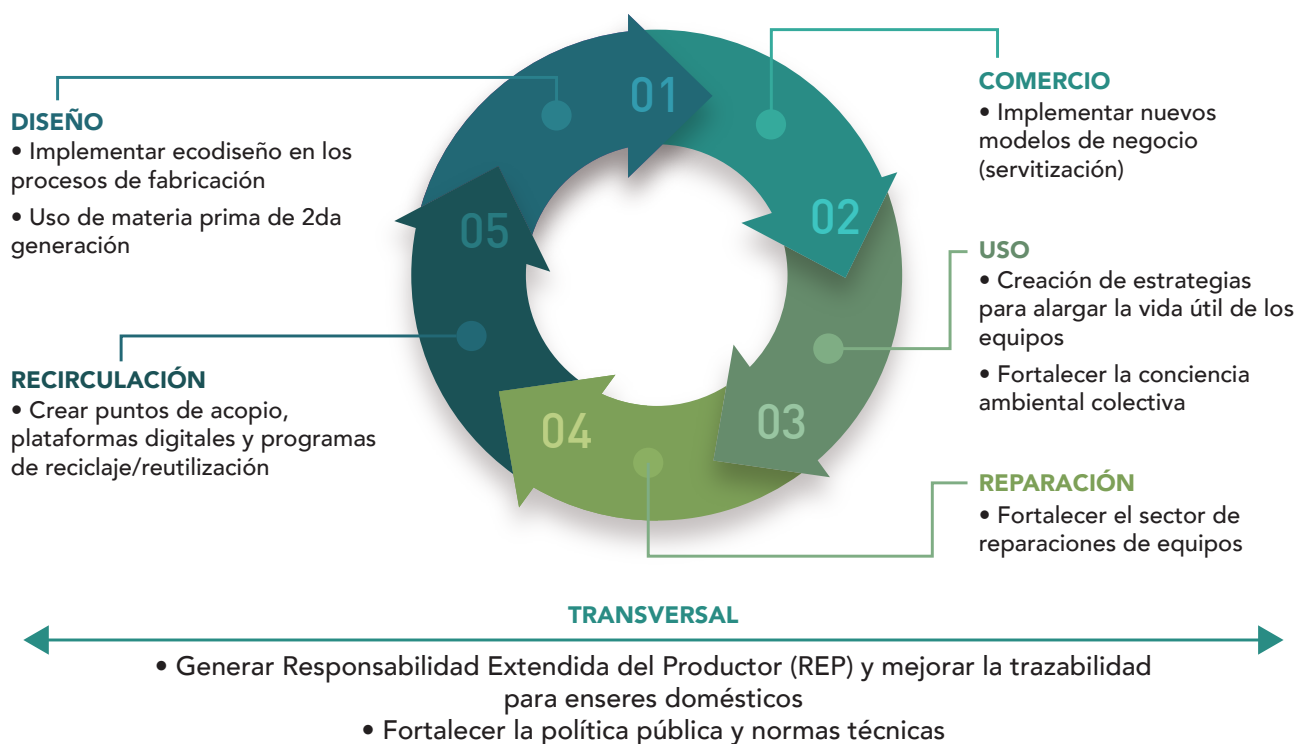 01
02
03
04
05
DISEÑO
• Implementar ecodiseño en los
procesos de fabricación
• Uso de materia prima de 2da
generación
COMERCIO
• Implementar nuevos
modelos de negocio
(servitización)
USO
• Creación de estrategias
para alargar la vida útil de los
equipos
• Fortalecer la conciencia
ambiental colectiva
REPARACIÓN
• Fortalecer el sector de
reparaciones de equipos
RECIRCULACIÓN
• Crear puntos de acopio,
plataformas digitales y programas
de reciclaje/reutilización
TRANSVERSAL
• Generar Responsabilidad Extendida del Productor (REP) y mejorar la trazabilidad
para enseres domésticos
• Fortalecer la política pública y normas técnicas